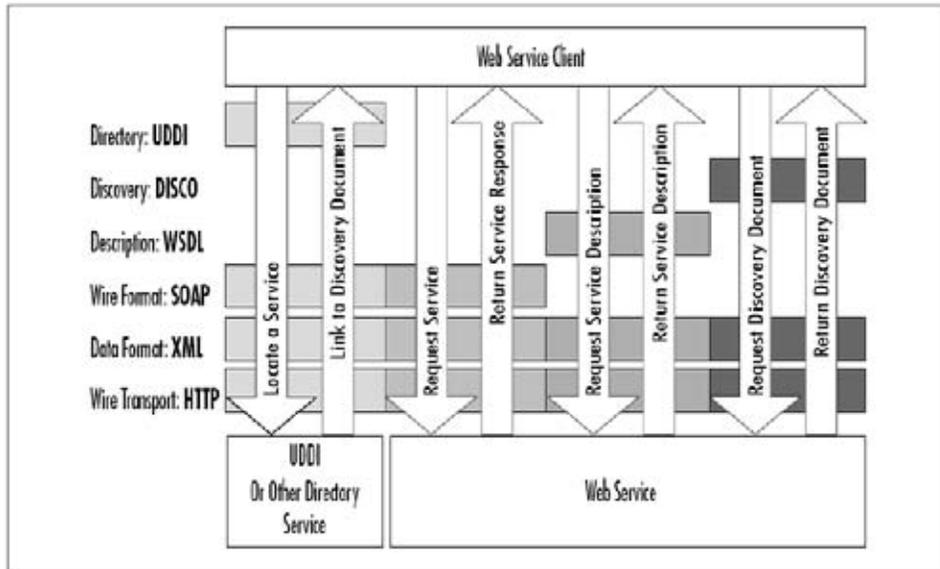 Web Service Client
Directory: UDDI
Discovery: DISCO
Description: WSDL
Wire Format: SOAP
Data Format: XML
Wire Transport: HTTP
Locate a Service
Link to Discovery Document
Request Service
Return Service Response
Request Service Description
Return Service Description
Request Discovery Document
Return Discovery Document
UDDI
Or Other Directory
Service
Web Service